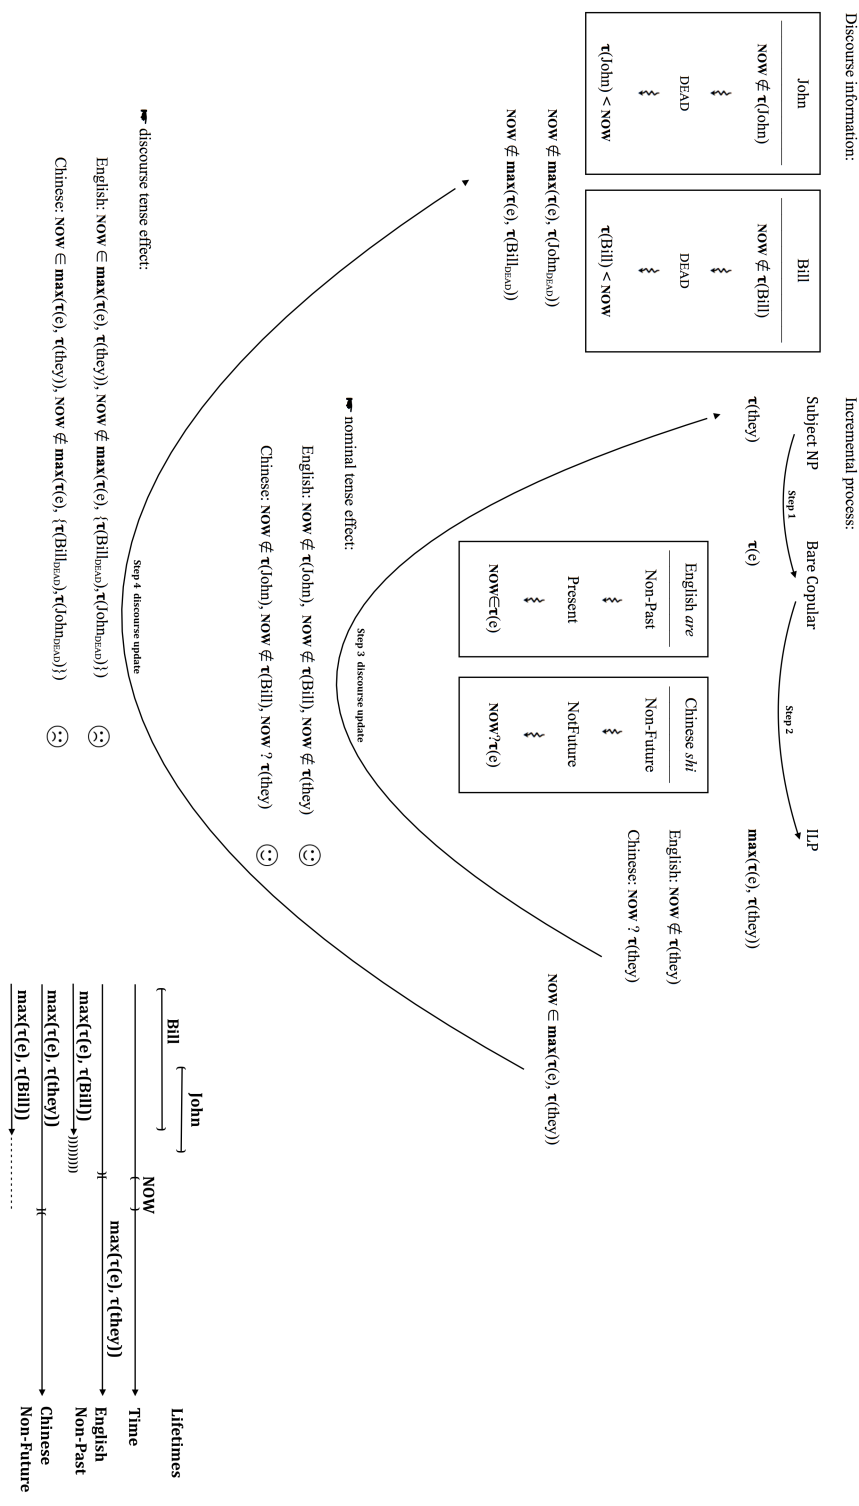 Discourse information:
John
NOW ∉ τ(John)
DEAD
τ(John) < NOW
Bill
NOW ∉ τ(Bill)
DEAD
τ(Bill) < NOW
NOW ∉ max(τ(e), τ(John_DEAD))
NOW ∉ max(τ(e), τ(Bill_DEAD))
Incremental process:
Subject NP
Bare Copular
ILP
Step 1
Step 2
τ(they)
τ(e)
max(τ(e), τ(they))
English are
Non-Past
Present
NOW∈τ(e)
Chinese shi
Non-Future
NotFuture
NOW?τ(e)
English: NOW ∉ τ(they)
Chinese: NOW ? τ(they)
NOW ∈ max(τ(e), τ(they))
Step 3 discourse update
☛ nominal tense effect:
English: NOW ∉ τ(John), NOW ∉ τ(Bill), NOW ∉ τ(they)
Chinese: NOW ∉ τ(John), NOW ∉ τ(Bill), NOW ? τ(they)
Step 4 discourse update
☛ discourse tense effect:
English: NOW ∈ max(τ(e), τ(they)), NOW ∉ max(τ(e), {τ(Bill_DEAD),τ(John_DEAD)})
Chinese: NOW ∈ max(τ(e), τ(they)), NOW ∉ max(τ(e), {τ(Bill_DEAD),τ(John_DEAD)})
John
Bill
Lifetimes
NOW
( )
Time
max(τ(e), τ(they))
)(
English
Non-Past
max(τ(e), τ(Bill))
))))))))
max(τ(e), τ(they))
)(
Chinese
Non-Future
max(τ(e), τ(Bill))